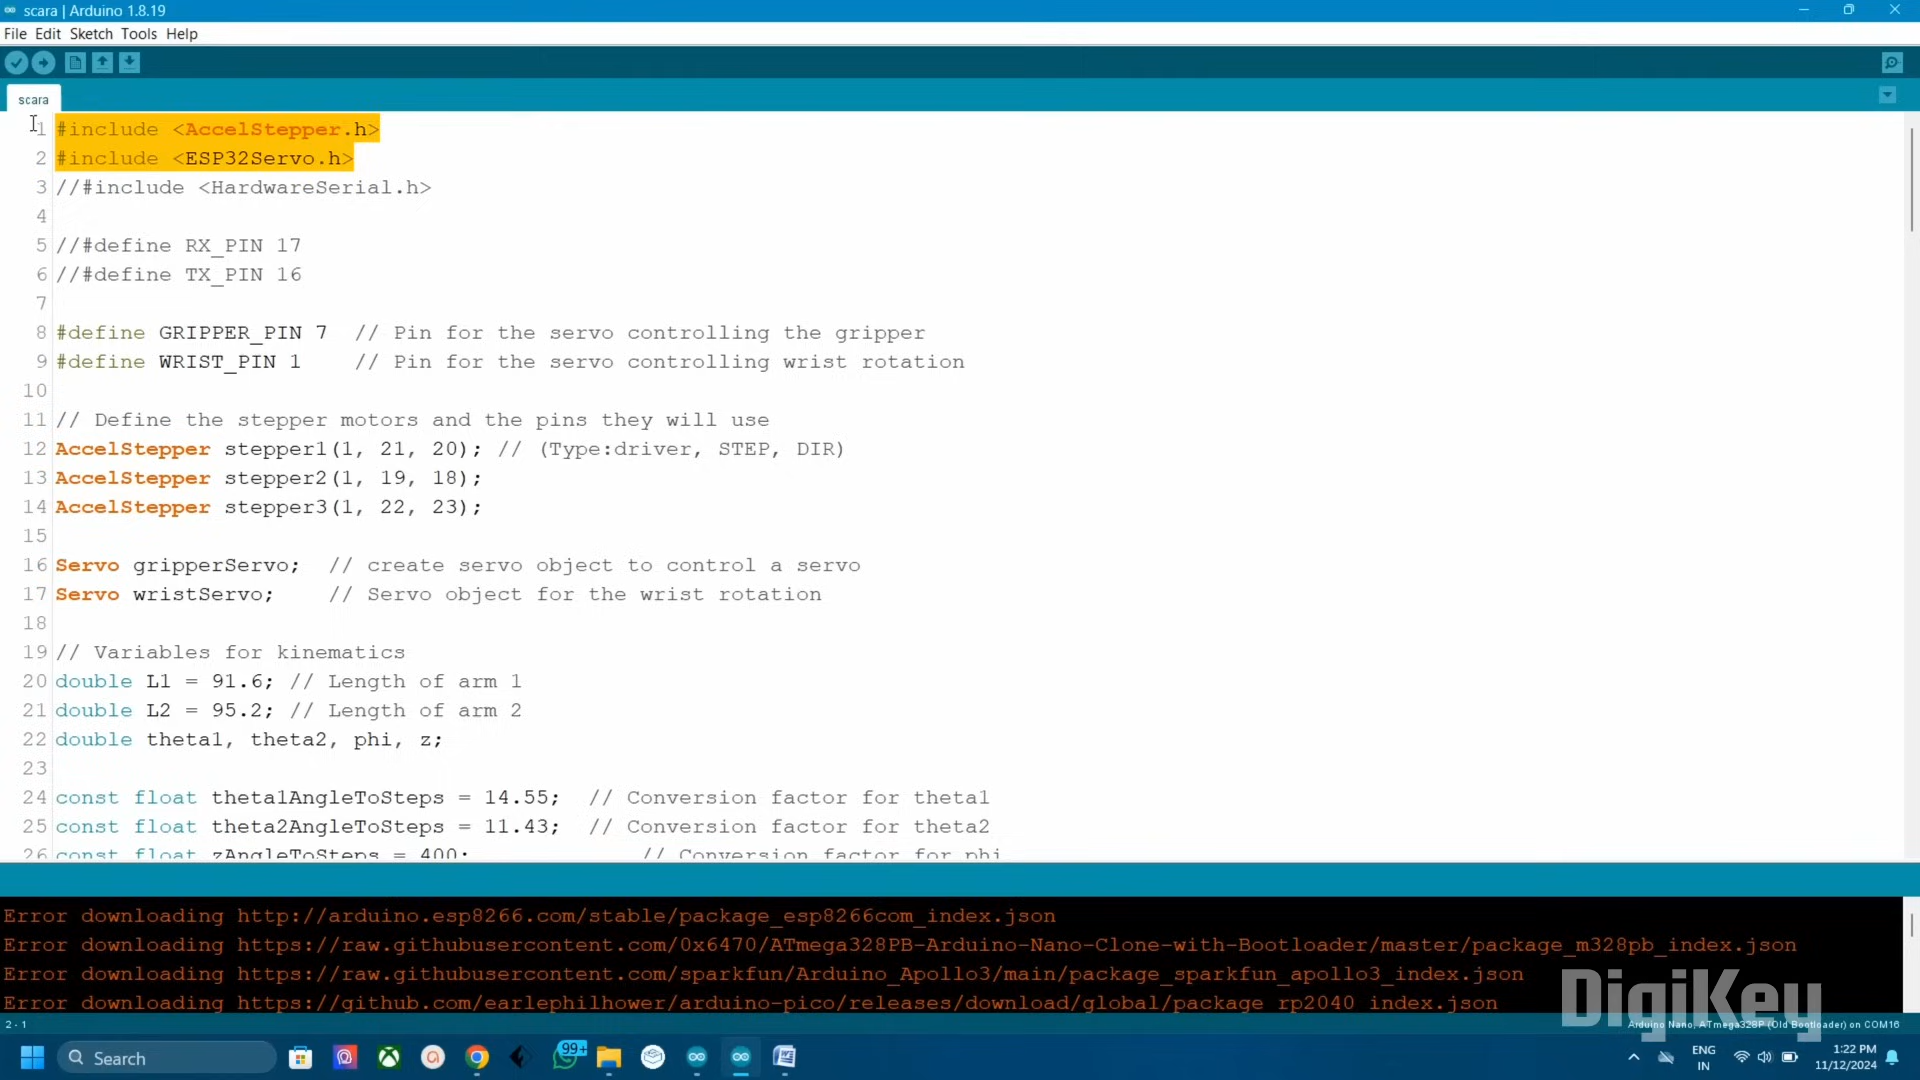 scara | Arduino 1.8.19
File Edit Sketch Tools Help
scara
1 #include <AccelStepper.h>
2 #include <ESP32Servo.h>
3 //#include <HardwareSerial.h>
4
5 //#define RX_PIN 17
6 //#define TX_PIN 16
7
8 #define GRIPPER_PIN 7 // Pin for the servo controlling the gripper
9 #define WRIST_PIN 1 // Pin for the servo controlling wrist rotation
10
11 // Define the stepper motors and the pins they will use
12 AccelStepper stepper1(1, 21, 20); // (Type:driver, STEP, DIR)
13 AccelStepper stepper2(1, 19, 18);
14 AccelStepper stepper3(1, 22, 23);
15
16 Servo gripperServo; // create servo object to control a servo
17 Servo wristServo; // Servo object for the wrist rotation
18
19 // Variables for kinematics
20 double L1 = 91.6; // Length of arm 1
21 double L2 = 95.2; // Length of arm 2
22 double theta1, theta2, phi, z;
23
24 const float theta1AngleToSteps = 14.55; // Conversion factor for theta1
25 const float theta2AngleToSteps = 11.43; // Conversion factor for theta2
26 const float zAngleToSteps = 400; // Conversion factor for phi
Error downloading http://arduino.esp8266.com/stable/package_esp8266com_index.json
Error downloading https://raw.githubusercontent.com/0x6470/ATmega328PB-Arduino-Nano-Clone-with-Bootloader/master/package_m328pb_index.json
Error downloading https://raw.githubusercontent.com/sparkfun/Arduino_Apollo3/main/package_sparkfun_apollo3_index.json
Error downloading https://github.com/earlephilhower/arduino-pico/releases/download/global/package_rp2040_index.json
DigiKey
2 - 1
Arduino Nano, ATmega328P (Old Bootloader) on COM16
Search
99+
ENG
IN
1:22 PM
11/12/2024